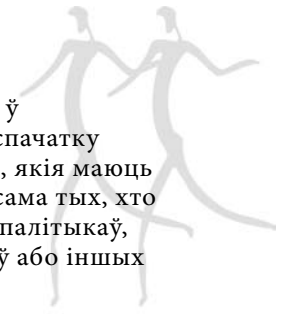 ў
спачатку
, якія маюць
сама тых, хто
палітыкаў,
ў або іншых